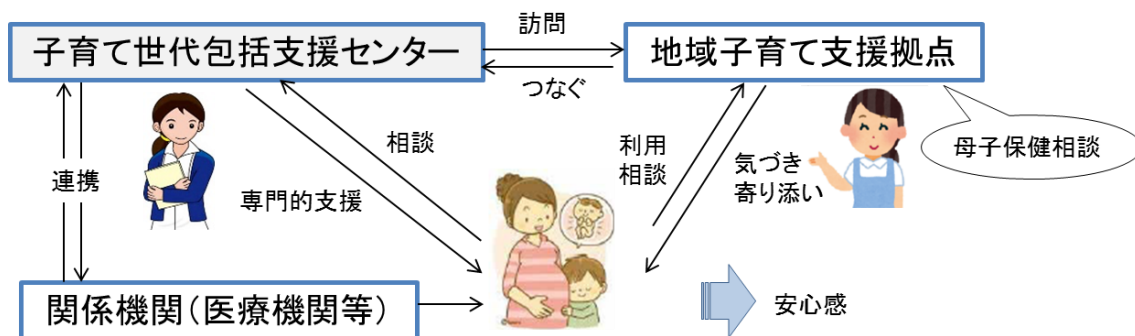 訪問
子育て世代包括支援センター
地域子育て支援拠点
つなぐ
相談
利用
相談
母子保健相談
連携
気づき
寄り添い
専門的支援
関係機関(医療機関等)
安心感